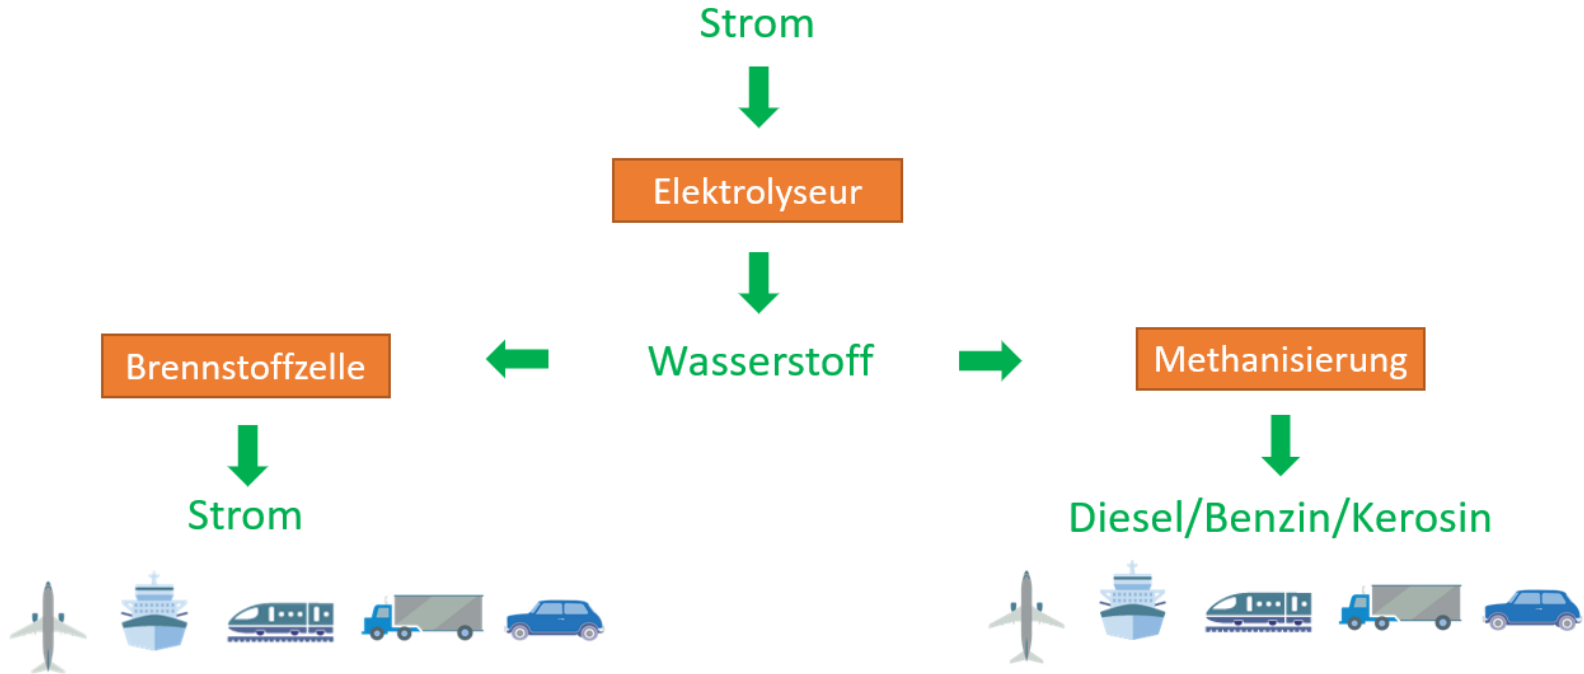 Strom
Elektrolyseur
Wasserstoff
Brennstoffzelle
Methanisierung
Strom
Diesel/Benzin/Kerosin